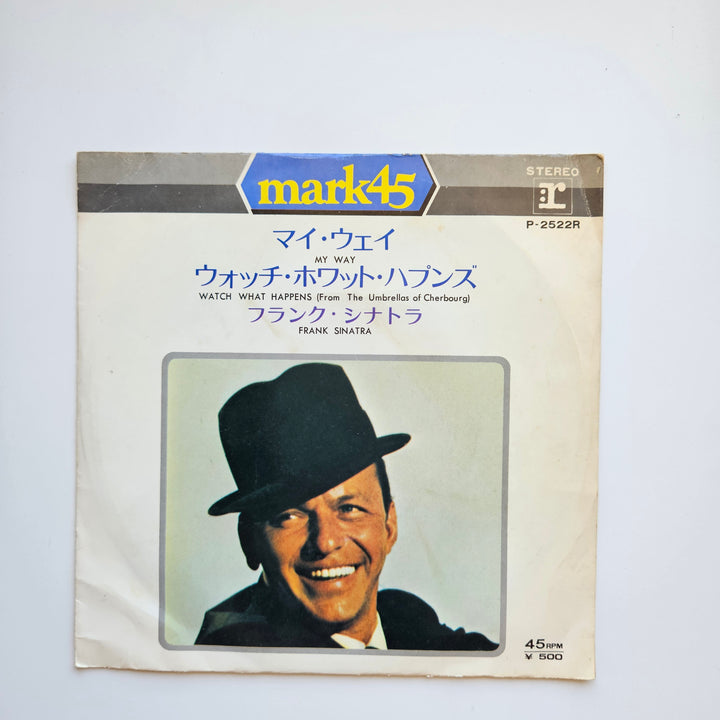 mark45
STEREO
r
P-2522R
マイ・ウェイ
MY WAY
ウォッチ・ホワット・ハプンズ
WATCH WHAT HAPPENS (From The Umbrellas of Cherbourg)
フランク・シナトラ
FRANK SINATRA
45 RPM
¥ 500